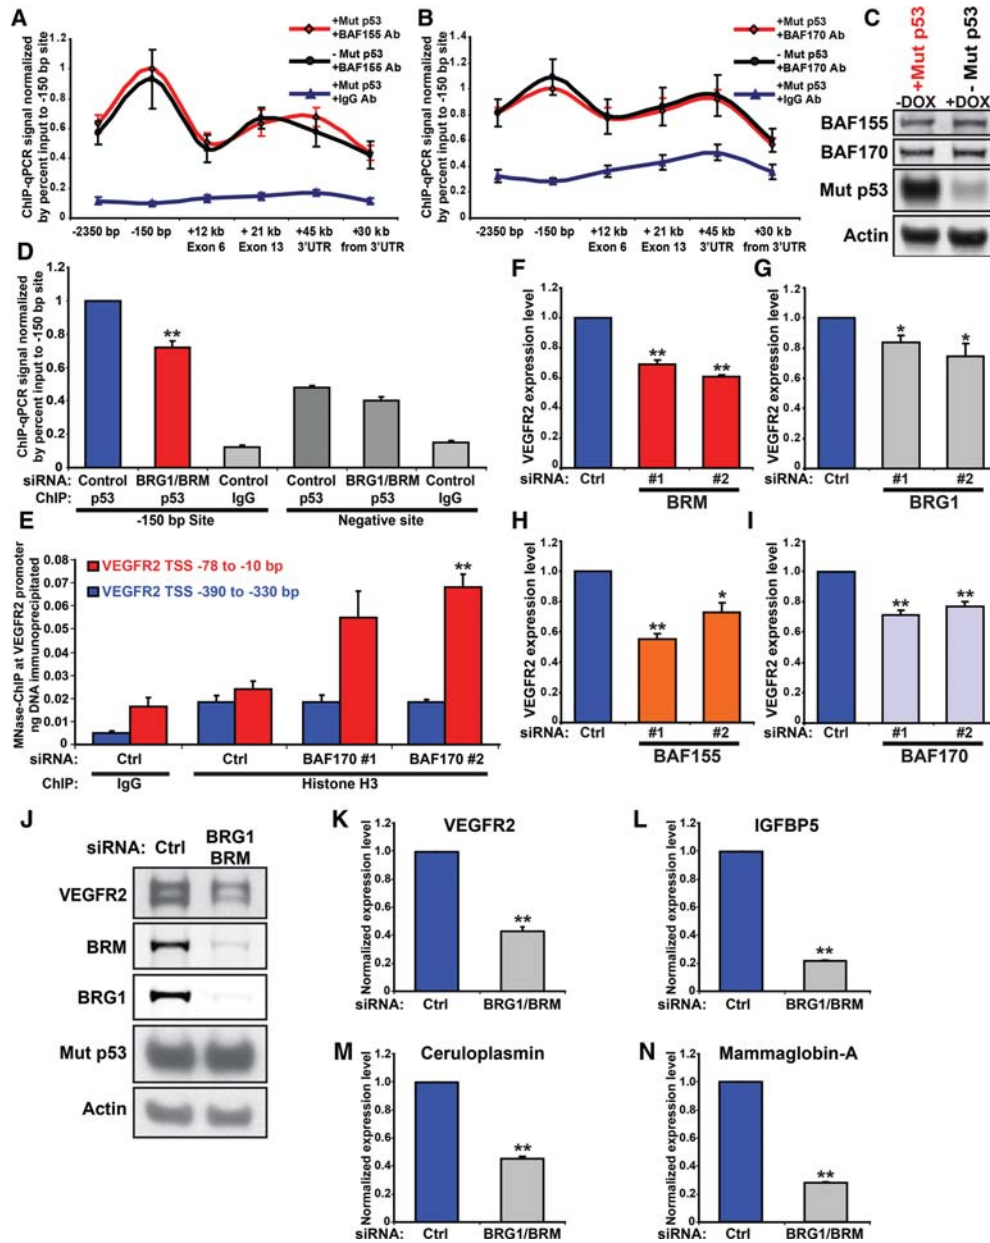 A
ChIP-qPCR signal normalized
by percent input to -150 bp site
1.4
1.2
1
0.8
0.6
0.4
0.2
0
+Mut p53
+BAF155 Ab
- Mut p53
+BAF155 Ab
+Mut p53
+IgG Ab
-2350 bp
-150 bp
+12 kb
Exon 6
+ 21 kb
Exon 13
+45 kb
3'UTR
+30 kb
from 3'UTR
B
ChIP-qPCR signal normalized
by percent input to -150 bp site
1.4
1.2
1
0.8
0.6
0.4
0.2
0
+Mut p53
+BAF170 Ab
- Mut p53
+BAF170 Ab
+Mut p53
+IgG Ab
-2350 bp
-150 bp
+12 kb
Exon 6
+ 21 kb
Exon 13
+45 kb
3'UTR
+30 kb
from 3'UTR
C
+Mut p53
- Mut p53
-DOX +DOX
BAF155
BAF170
Mut p53
Actin
D
ChIP-qPCR signal normalized
by percent input to -150 bp site
1.4
1.2
1
0.8
0.6
0.4
0.2
0
**
siRNA: Control BRG1/BRM Control Control BRG1/BRM Control
ChIP: p53 p53 IgG p53 p53 IgG
-150 bp Site
Negative site
E
MNase-ChIP at VEGFR2 promoter
ng DNA immunoprecipitated
0.08
0.07
0.06
0.05
0.04
0.03
0.02
0.01
0
VEGFR2 TSS -78 to -10 bp
VEGFR2 TSS -390 to -330 bp
**
siRNA: Ctrl Ctrl BAF170 #1 BAF170 #2
ChIP: IgG Histone H3
F
VEGFR2 expression level
1.2
1.0
0.8
0.6
0.4
0.2
0
** **
siRNA: Ctrl #1 #2
BRM
G
VEGFR2 expression level
1.2
1.0
0.8
0.6
0.4
0.2
0
* *
siRNA: Ctrl #1 #2
BRG1
H
VEGFR2 expression level
1.2
1.0
0.8
0.6
0.4
0.2
0
** *
siRNA: Ctrl #1 #2
BAF155
I
VEGFR2 expression level
1.2
1.0
0.8
0.6
0.4
0.2
0
** **
siRNA: Ctrl #1 #2
BAF170
J
siRNA: Ctrl BRG1
BRM
VEGFR2
BRM
BRG1
Mut p53
Actin
K
VEGFR2
Normalized expression level
1.2
1.0
0.8
0.6
0.4
0.2
0
**
siRNA: Ctrl BRG1/BRM
L
IGFBP5
Normalized expression level
1.2
1.0
0.8
0.6
0.4
0.2
0
**
siRNA: Ctrl BRG1/BRM
M
Ceruloplasmin
Normalized expression level
1.2
1.0
0.8
0.6
0.4
0.2
0
**
siRNA: Ctrl BRG1/BRM
N
Mammaglobin-A
Normalized expression level
1.2
1.0
0.8
0.6
0.4
0.2
0
**
siRNA: Ctrl BRG1/BRM